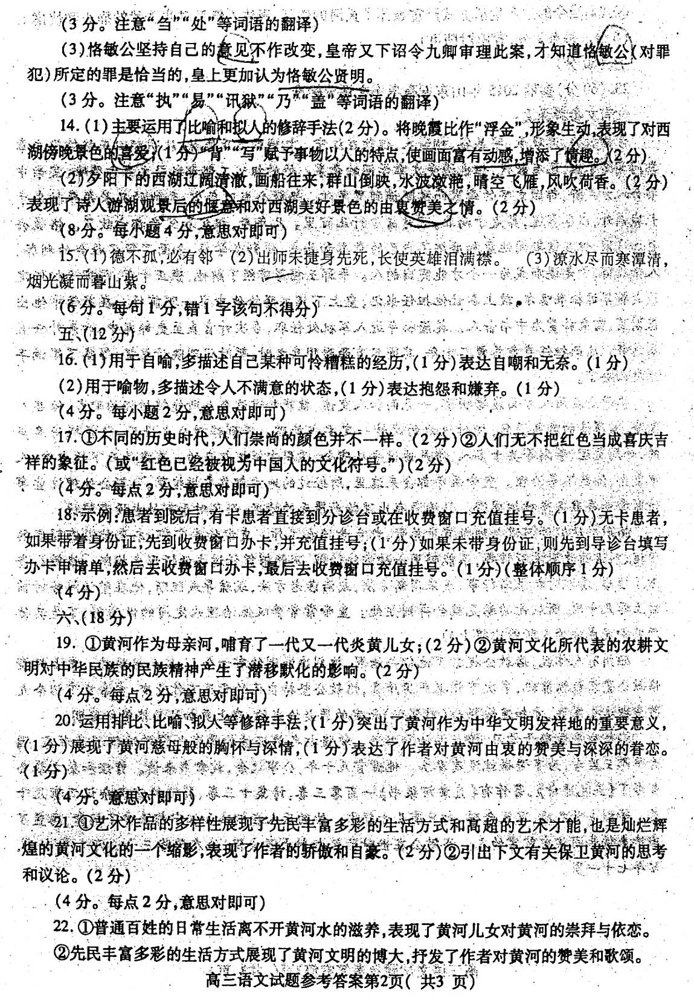 (3分。注意“刍”“处”等词语的翻译)
(3)恪敏公坚持自己的意见不作改变,皇帝又下诏令九卿审理此案,才知道恪敏公(对罪
犯)所定的罪是恰当的,皇上更加认为恪敏公贤明。
(3分。注意“执”“易”“讯狱”“乃”“盖”等词语的翻译)
14.(1)主要运用了比喻和拟人的修辞手法(2分)。将晚霞比作“浮金”,形象生动,表现了对西
湖傍晚景色的喜爱;(1分)“背”“写”赋予事物以人的特点,使画面富有动感,增添了情趣。(2分)
(2)夕阳下的西湖辽阔清澈,画船往来,群山倒映,水波潋滟,晴空飞雁,风吹荷香。(2分)
表现了诗人游湖观景后的惬意和对西湖美好景色的由衷赞美之情。(2分)
(8分。每小题4分,意思对即可)
15.(1)德不孤,必有邻 (2)出师未捷身先死,长使英雄泪满襟。 (3)潦水尽而寒潭清,
烟光凝而暮山紫。
(6分。每句1分,错1字该句不得分)
五、(12分)
16.(1)用于自喻,多描述自己某种可怜糟糕的经历,(1分)表达自嘲和无奈。(1分)
(2)用于喻物,多描述令人不满意的状态,(1分)表达抱怨和嫌弃。(1分)
(4分。每小题2分,意思对即可)
17.①不同的历史时代,人们崇尚的颜色并不一样。(2分)②人们无不把红色当成喜庆吉
祥的象征。(或“红色已经被视为中国人的文化符号。”)(2分)
(4分。每点2分,意思对即可)
18.示例:患者到院后,有卡患者直接到分诊台或在收费窗口充值挂号。(1分)无卡患者,
如果带着身份证,先到收费窗口办卡,并充值挂号;(1分)如果未带身份证,则先到导诊台填写
办卡申请单,然后去收费窗口办卡,最后去收费窗口充值挂号。(1分)(整体顺序1分)
(4分)
六、(18分)
19. ①黄河作为母亲河,哺育了一代又一代炎黄儿女;(2分)②黄河文化所代表的农耕文
明对中华民族的民族精神产生了潜移默化的影响。(2分)
(4分。每点2分,意思对即可)
20.运用排比、比喻、拟人等修辞手法,(1分)突出了黄河作为中华文明发祥地的重要意义,
(1分)展现了黄河慈母般的胸怀与深情,(1分)表达了作者对黄河由衷的赞美与深深的眷恋。
(1分)
(4分。意思对即可)
21.①艺术作品的多样性展现了先民丰富多彩的生活方式和高超的艺术才能,也是灿烂辉
煌的黄河文化的一个缩影,表现了作者的骄傲和自豪。(2分)②引出下文有关保卫黄河的思考
和议论。(2分)
(4分。每点2分,意思对即可)
22.①普通百姓的日常生活离不开黄河水的滋养,表现了黄河儿女对黄河的崇拜与依恋。
②先民丰富多彩的生活方式展现了黄河文明的博大,抒发了作者对黄河的赞美和歌颂。
高三语文试题参考答案第2页( 共3 页)